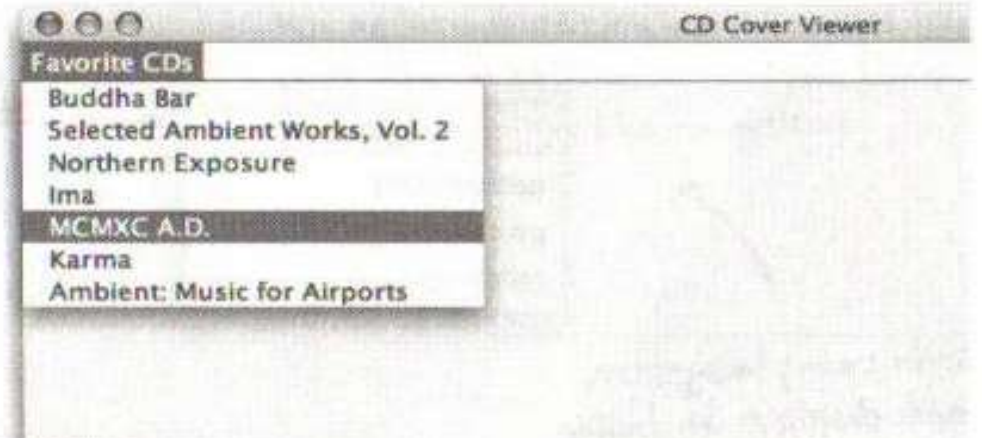 CD Cover Viewer
Favorite CDs
Buddha Bar
Selected Ambient Works, Vol. 2
Northern Exposure
Ima
MCMXC A.D.
Karma
Ambient: Music for Airports